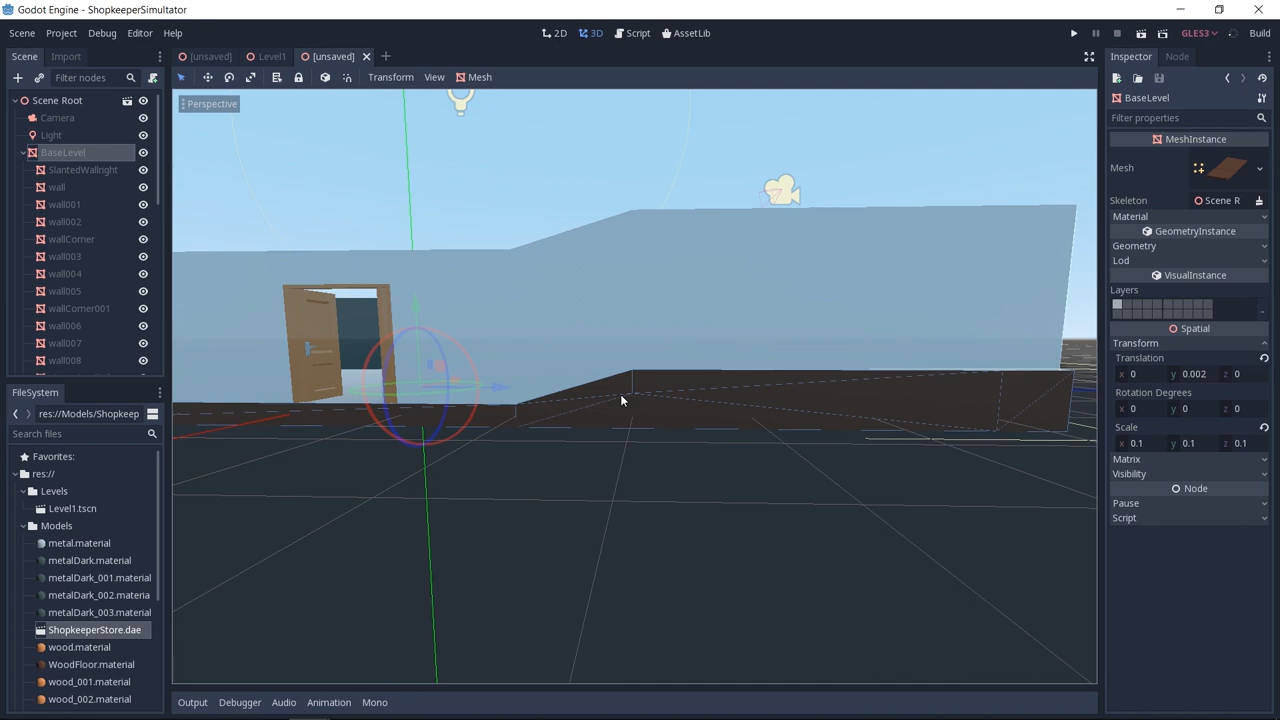 Godot Engine - ShopkeeperSimultator
Scene Project Debug Editor Help
2D 3D Script AssetLib
GLES3 Build
Scene Import
[unsaved] Level1 [unsaved]
Inspector Node
Filter nodes
Transform View Mesh
Scene Root
Camera
Light
BaseLevel
SlantedWallright
wall
wall001
wall002
wallCorner
wall003
wall004
wall005
wallCorner001
wall006
wall007
wall008
Perspective
FileSystem
res://Models/Shopkeep
Search files
Favorites:
res://
Levels
Level1.tscn
Models
metal.material
metalDark.material
metalDark_001.material
metalDark_002.materia
metalDark_003.material
ShopkeeperStore.dae
wood.material
WoodFloor.material
wood_001.material
wood_002.material
Output Debugger Audio Animation Mono
BaseLevel
Filter properties
MeshInstance
Mesh
Skeleton Scene R
Material
GeometryInstance
Geometry
Lod
VisualInstance
Layers
..
Spatial
Transform
Translation
x 0 y 0.002 z 0
Rotation Degrees
x 0 y 0 z 0
Scale
x 0.1 y 0.1 z 0.1
Matrix
Visibility
Node
Pause
Script